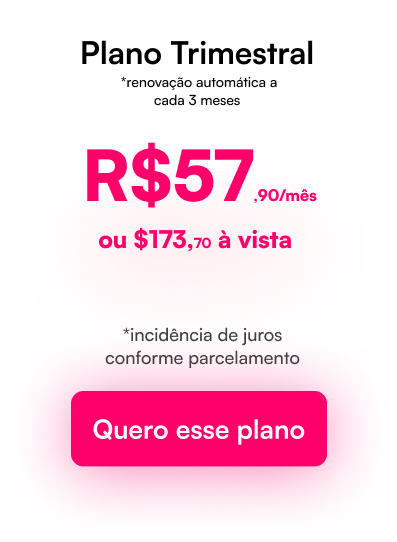 Plano Trimestral
*renovação automática a
cada 3 meses
R$57,90/mês
ou $173,70 à vista
*incidência de juros
conforme parcelamento
Quero esse plano